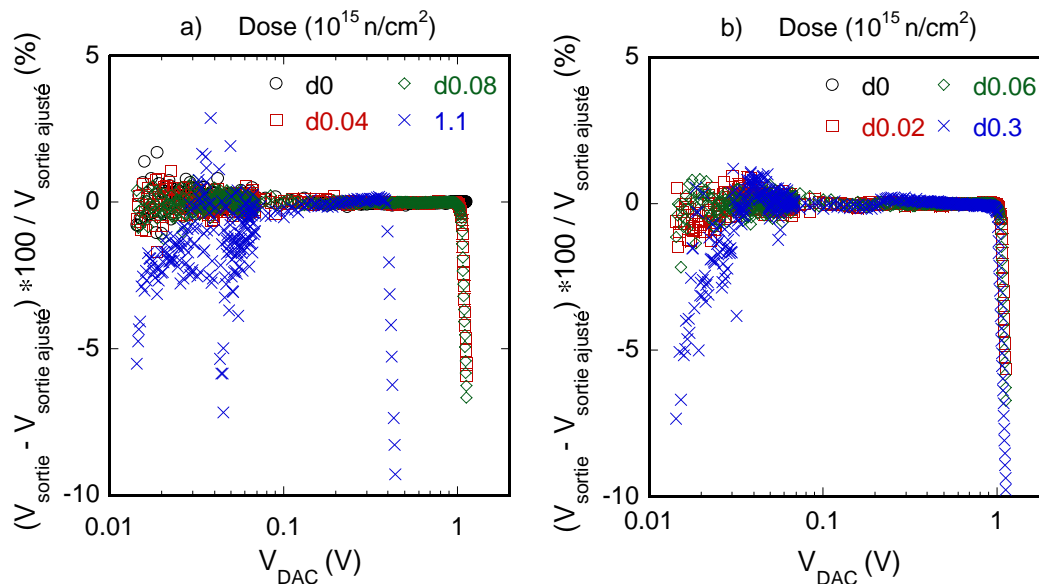 a) Dose (10^15 n/cm^2)
(V_sortie - V_sortie ajusté) *100 / V_sortie ajusté (%)
5
0
-5
-10
d0
d0.08
d0.04
1.1
0.01
0.1
1
V_DAC (V)
b) Dose (10^15 n/cm^2)
(V_sortie - V_sortie ajusté) *100 / V_sortie ajusté (%)
5
0
-5
-10
d0
d0.06
d0.02
d0.3
0.01
0.1
1
V_DAC (V)